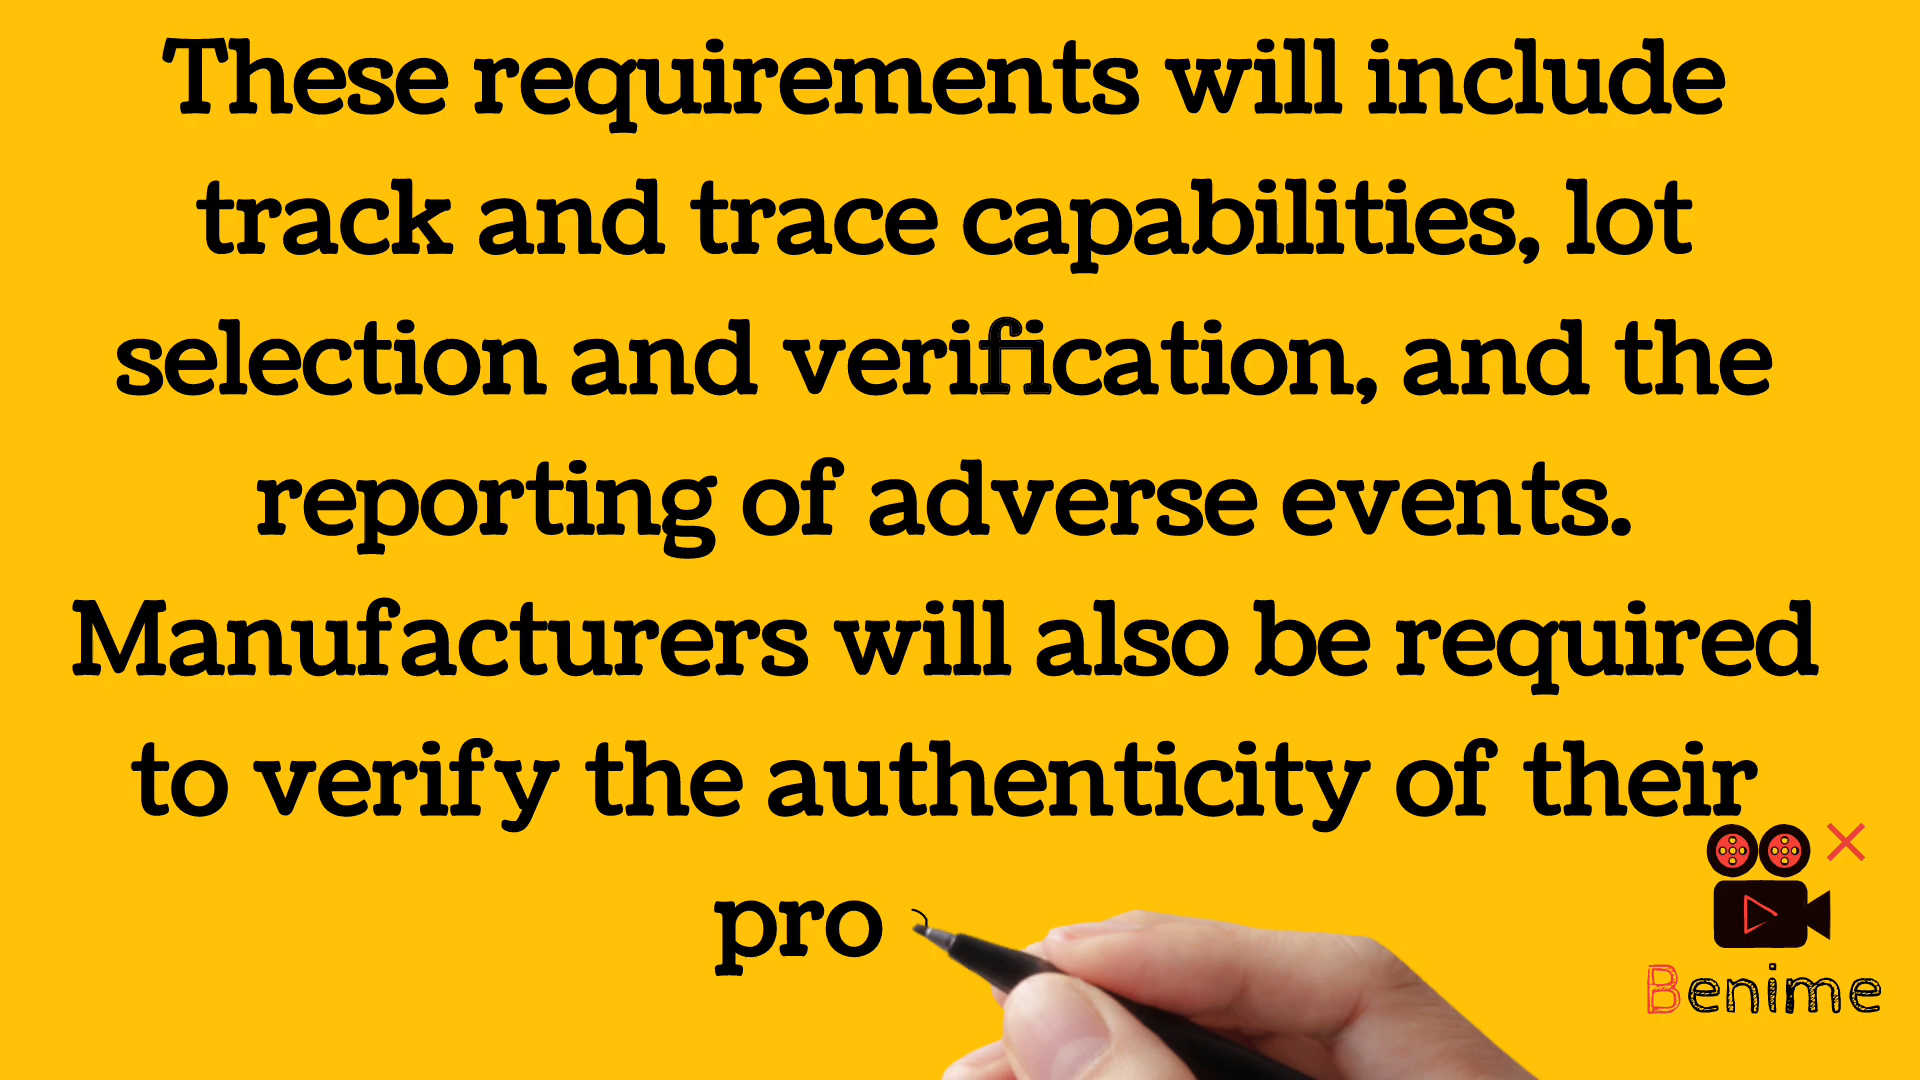 These requirements will include
track and trace capabilities, lot
selection and verification, and the
reporting of adverse events.
Manufacturers will also be required
to verify the authenticity of their
pro
Benime